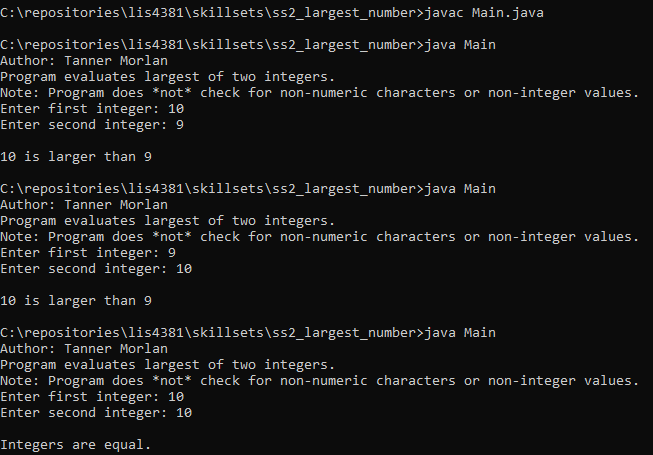 C:\repositories\lis4381\skillsets\ss2_largest_number>javac Main.java
C:\repositories\lis4381\skillsets\ss2_largest_number>java Main
Author: Tanner Morlan
Program evaluates largest of two integers.
Note: Program does *not* check for non-numeric characters or non-integer values.
Enter first integer: 10
Enter second integer: 9
10 is larger than 9
C:\repositories\lis4381\skillsets\ss2_largest_number>java Main
Author: Tanner Morlan
Program evaluates largest of two integers.
Note: Program does *not* check for non-numeric characters or non-integer values.
Enter first integer: 9
Enter second integer: 10
10 is larger than 9
C:\repositories\lis4381\skillsets\ss2_largest_number>java Main
Author: Tanner Morlan
Program evaluates largest of two integers.
Note: Program does *not* check for non-numeric characters or non-integer values.
Enter first integer: 10
Enter second integer: 10
Integers are equal.